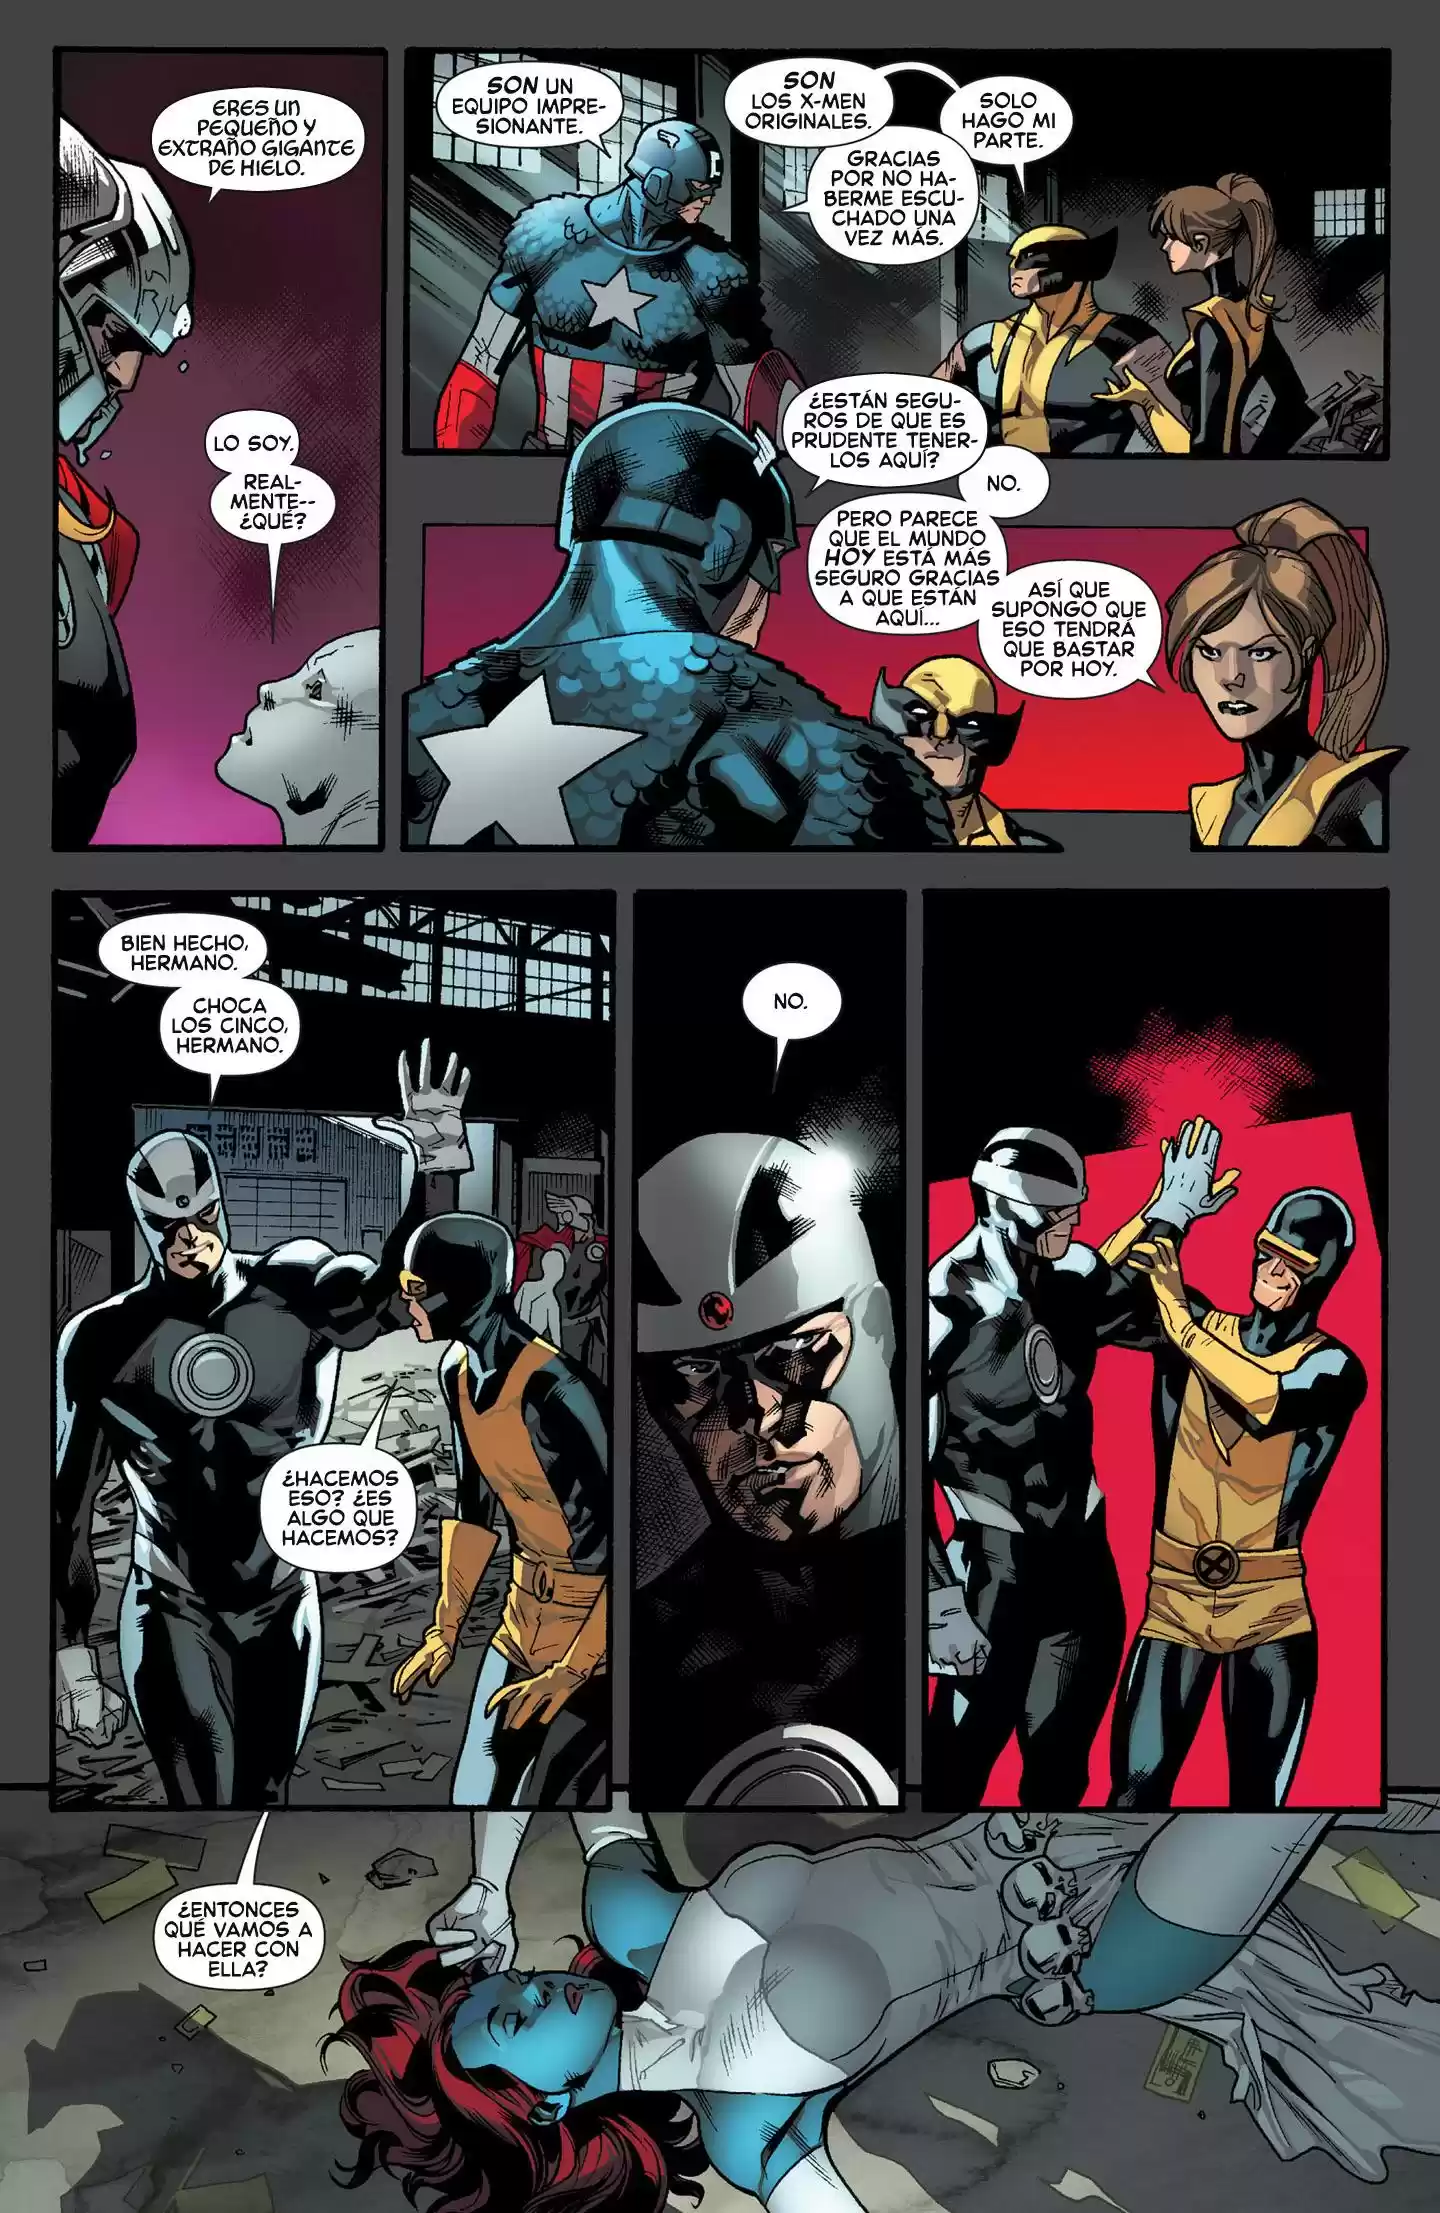 ERES UN
PEQUEÑO Y
EXTRAÑO GIGANTE
DE HIELO.
LO SOY.
REAL-
MENTE--
¿QUÉ?
SON UN
EQUIPO IMPRE-
SIONANTE.
SON
LOS X-MEN
ORIGINALES.
GRACIAS
POR NO HA-
BERME ESCU-
CHADO UNA
VEZ MÁS.
SOLO
HAGO MI
PARTE.
¿ESTÁN SEGU-
ROS DE QUE ES
PRUDENTE TENER-
LOS AQUÍ?
NO.
PERO PARECE
QUE EL MUNDO
HOY ESTÁ MÁS
SEGURO GRACIAS
A QUE ESTÁN
AQUÍ...
ASÍ QUE
SUPONGO QUE
ESO TENDRÁ
QUE BASTAR
POR HOY.
BIEN HECHO,
HERMANO.
CHOCA
LOS CINCO,
HERMANO.
¿HACEMOS
ESO? ¿ES
ALGO QUE
HACEMOS?
NO.
¿ENTONCES
QUÉ VAMOS A
HACER CON
ELLA?